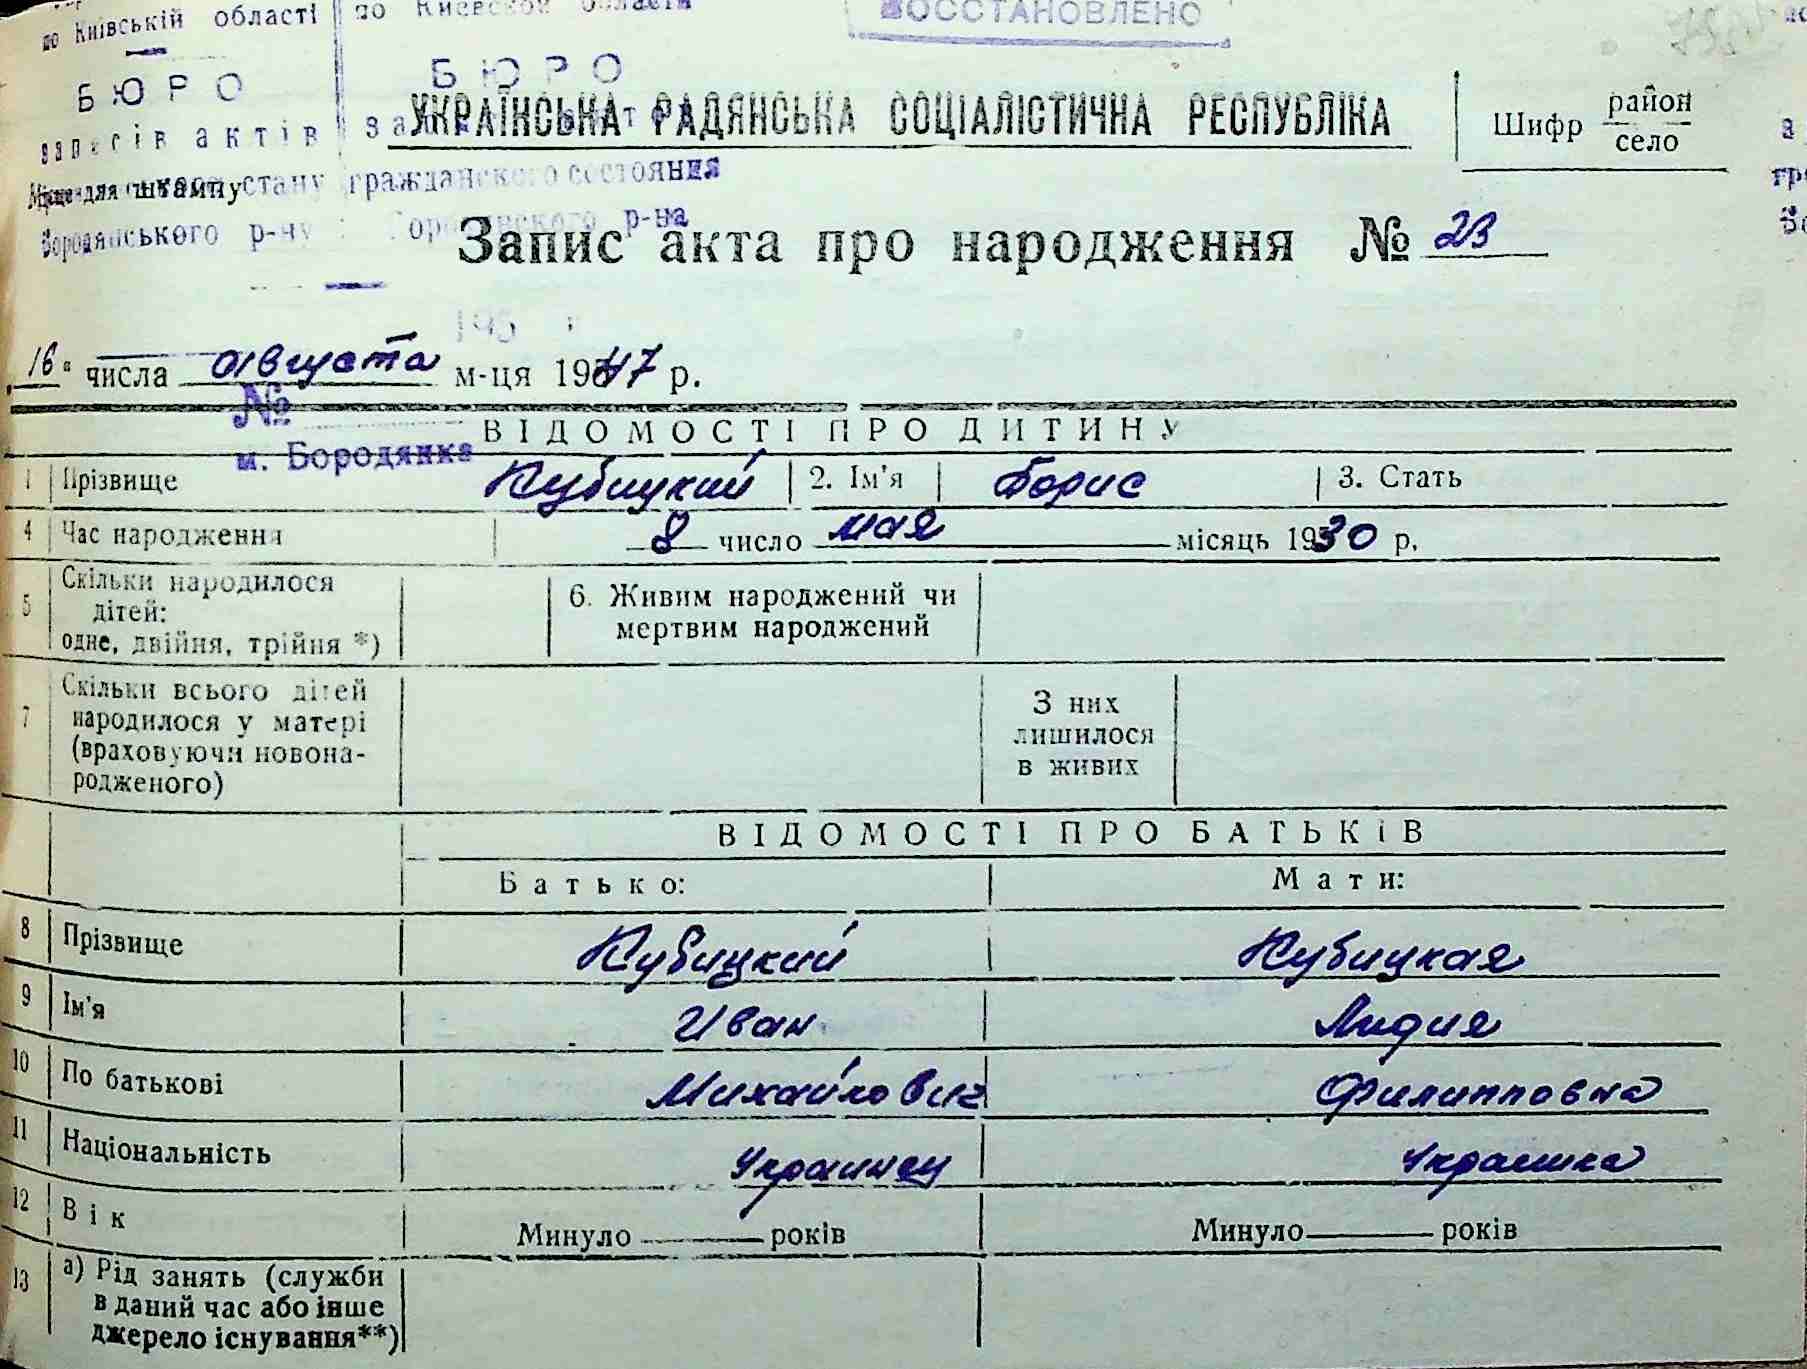 по Київській області по Киевской области
ВОССТАНОВЛЕНО
БЮРО БЮРО
УКРАЇНСЬКА РАДЯНСЬКА СОЦІАЛІСТИЧНА РЕСПУБЛІКА
Шифр район
село
записів актів
Місце для штампу стану гражданского состояния
Бородянського р-ну р-на
Запис акта про народження № 23
195
„16“ числа августа м-ця 1947 р.
№
м. Бородянка
ВІДОМОСТІ ПРО ДИТИНУ
1 Прізвище Кубицкий 2. Ім'я Борис 3. Стать
4 Час народження 8 число мая місяць 1930 р.
5 Скільки народилося дітей: одне, двійня, трійня *) 6. Живим народжений чи мертвим народжений
7 Скільки всього дітей народилося у матері (враховуючи новона-родженого) З них лишилося в живих
ВІДОМОСТІ ПРО БАТЬКІВ
Батько: Мати:
8 Прізвище Кубицкий Кубицкая
9 Ім'я Иван Лидия
10 По батькові Михайлович Филипповна
11 Національність Украинец Украинка
12 Вік Минуло років Минуло років
13 а) Рід занять (служби в даний час або інше джерело існування**)